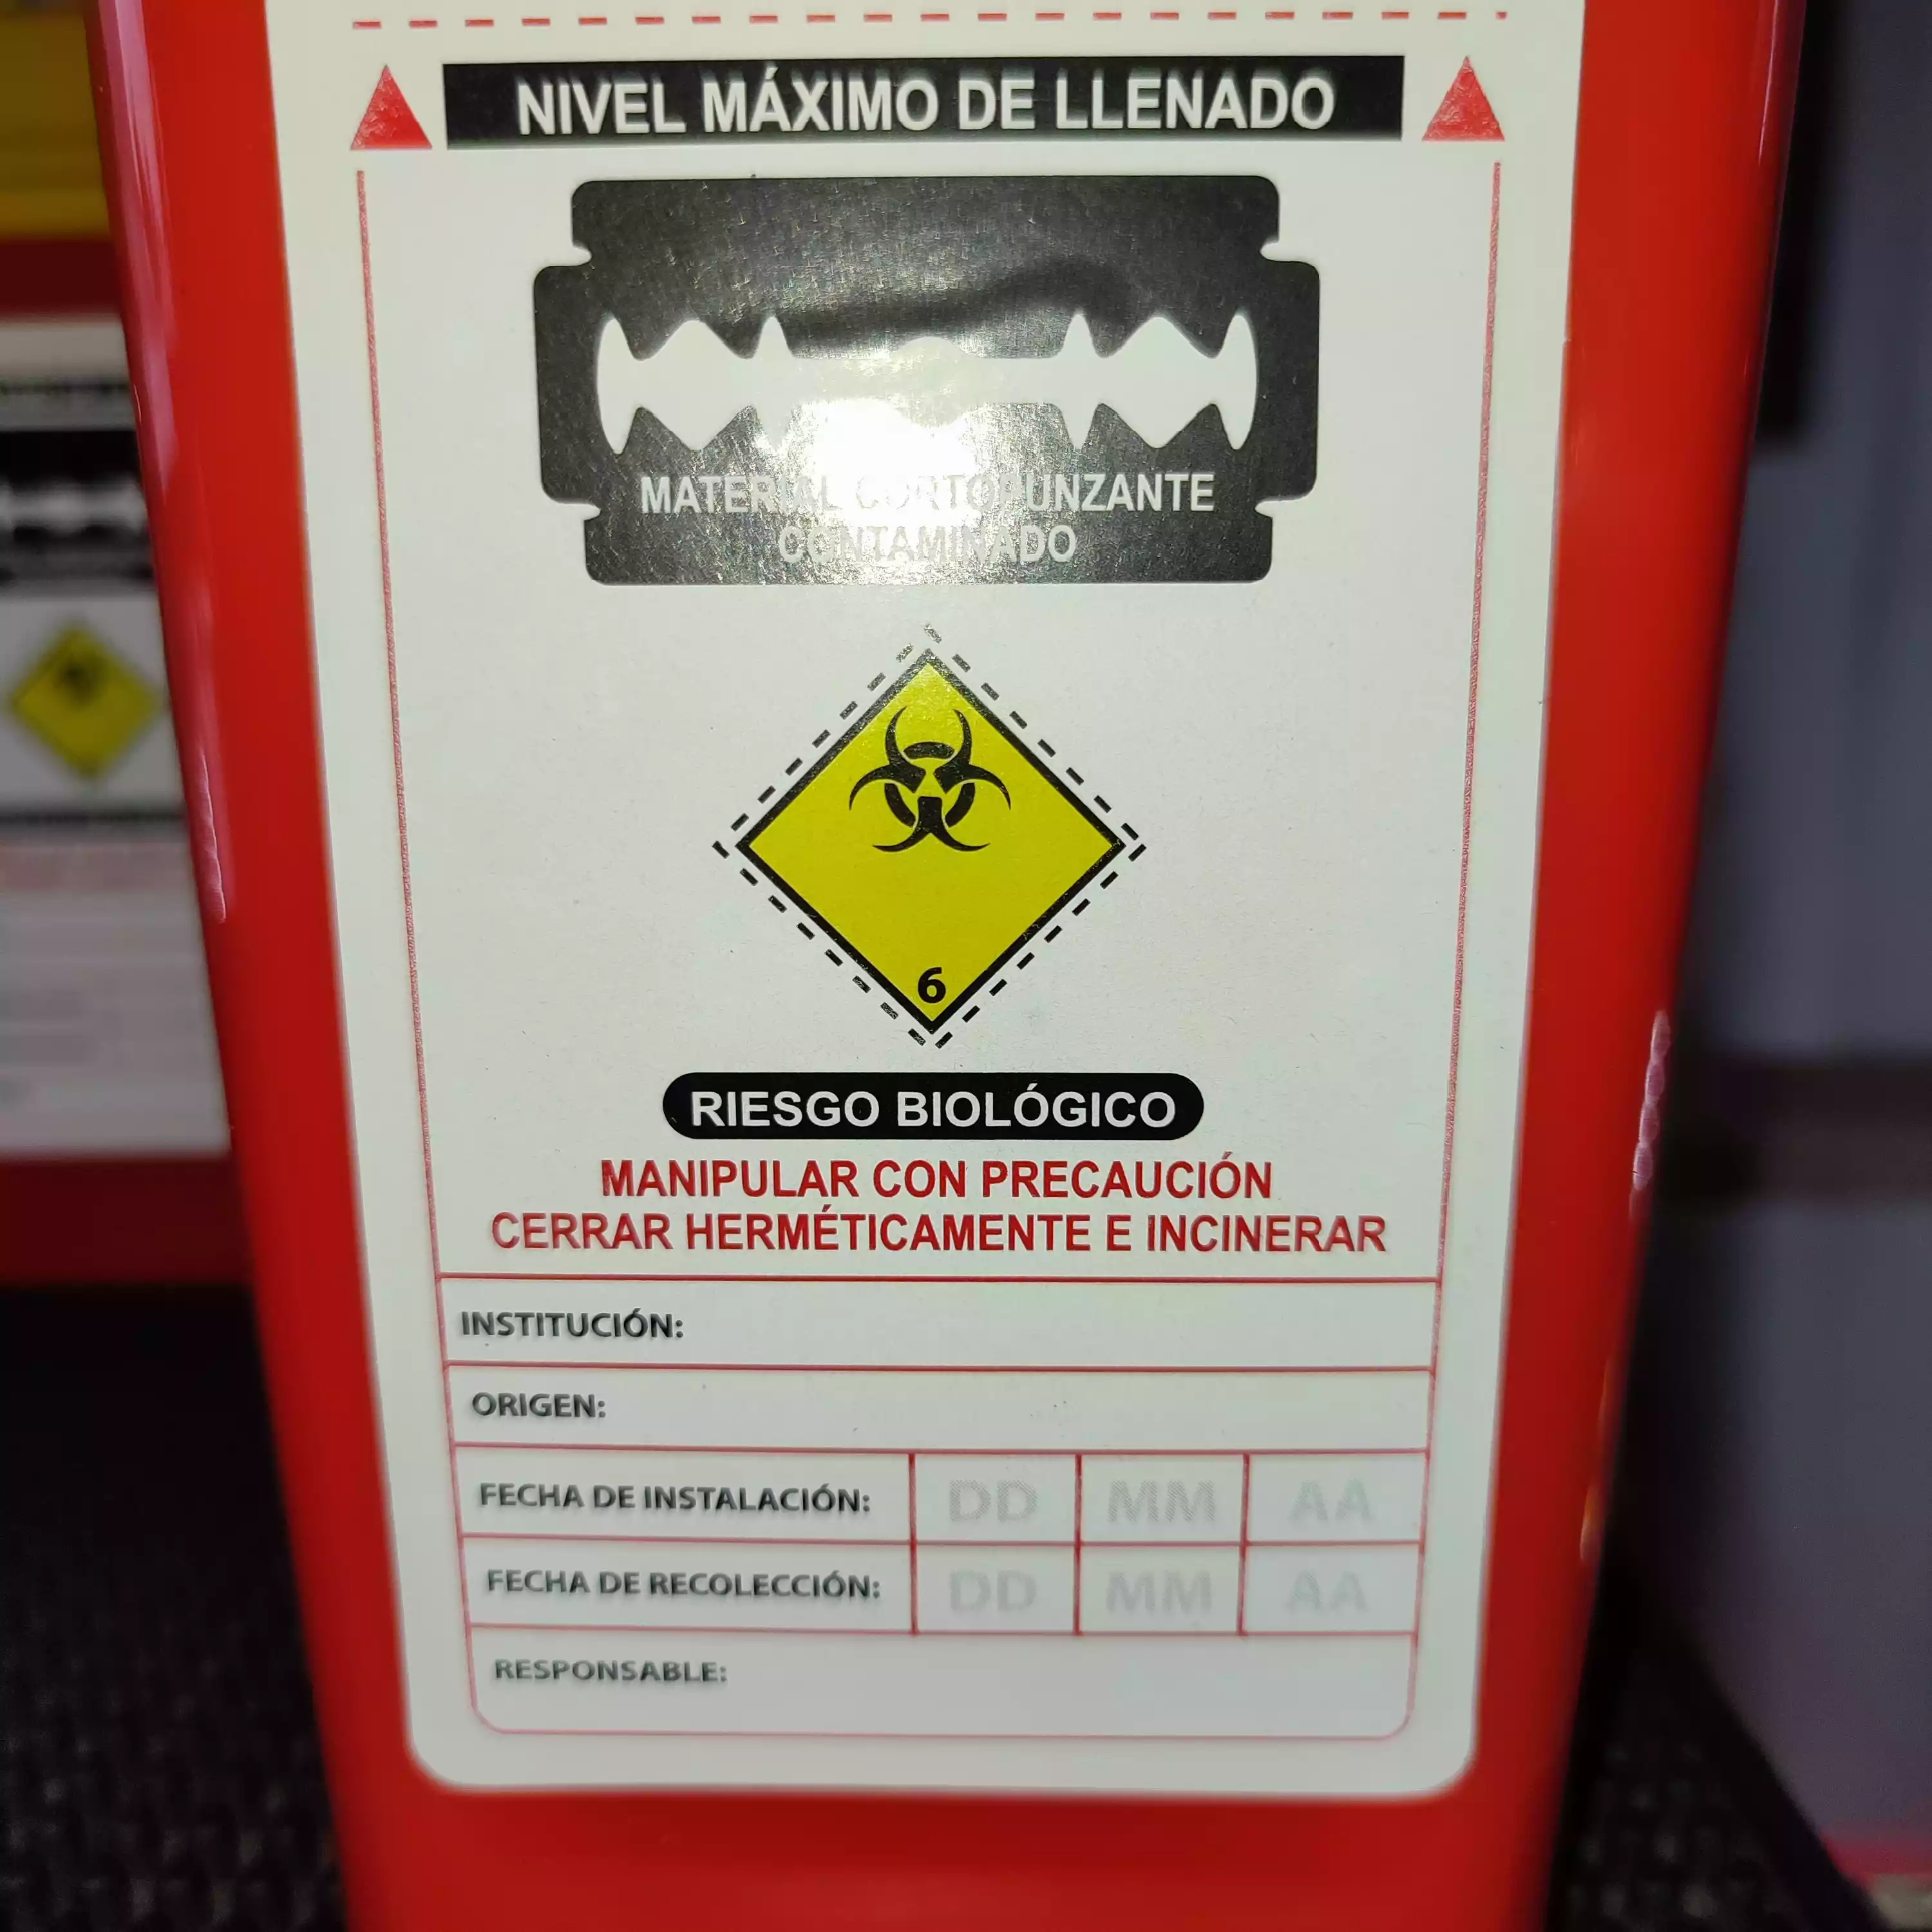 NIVEL MÁXIMO DE LLENADO
MATERIAL CORTOPUNZANTE
CONTAMINADO
6
RIESGO BIOLÓGICO
MANIPULAR CON PRECAUCIÓN
CERRAR HERMÉTICAMENTE E INCINERAR
INSTITUCIÓN:
ORIGEN:
FECHA DE INSTALACIÓN: DD MM AA
FECHA DE RECOLECCIÓN: DD MM AA
RESPONSABLE: